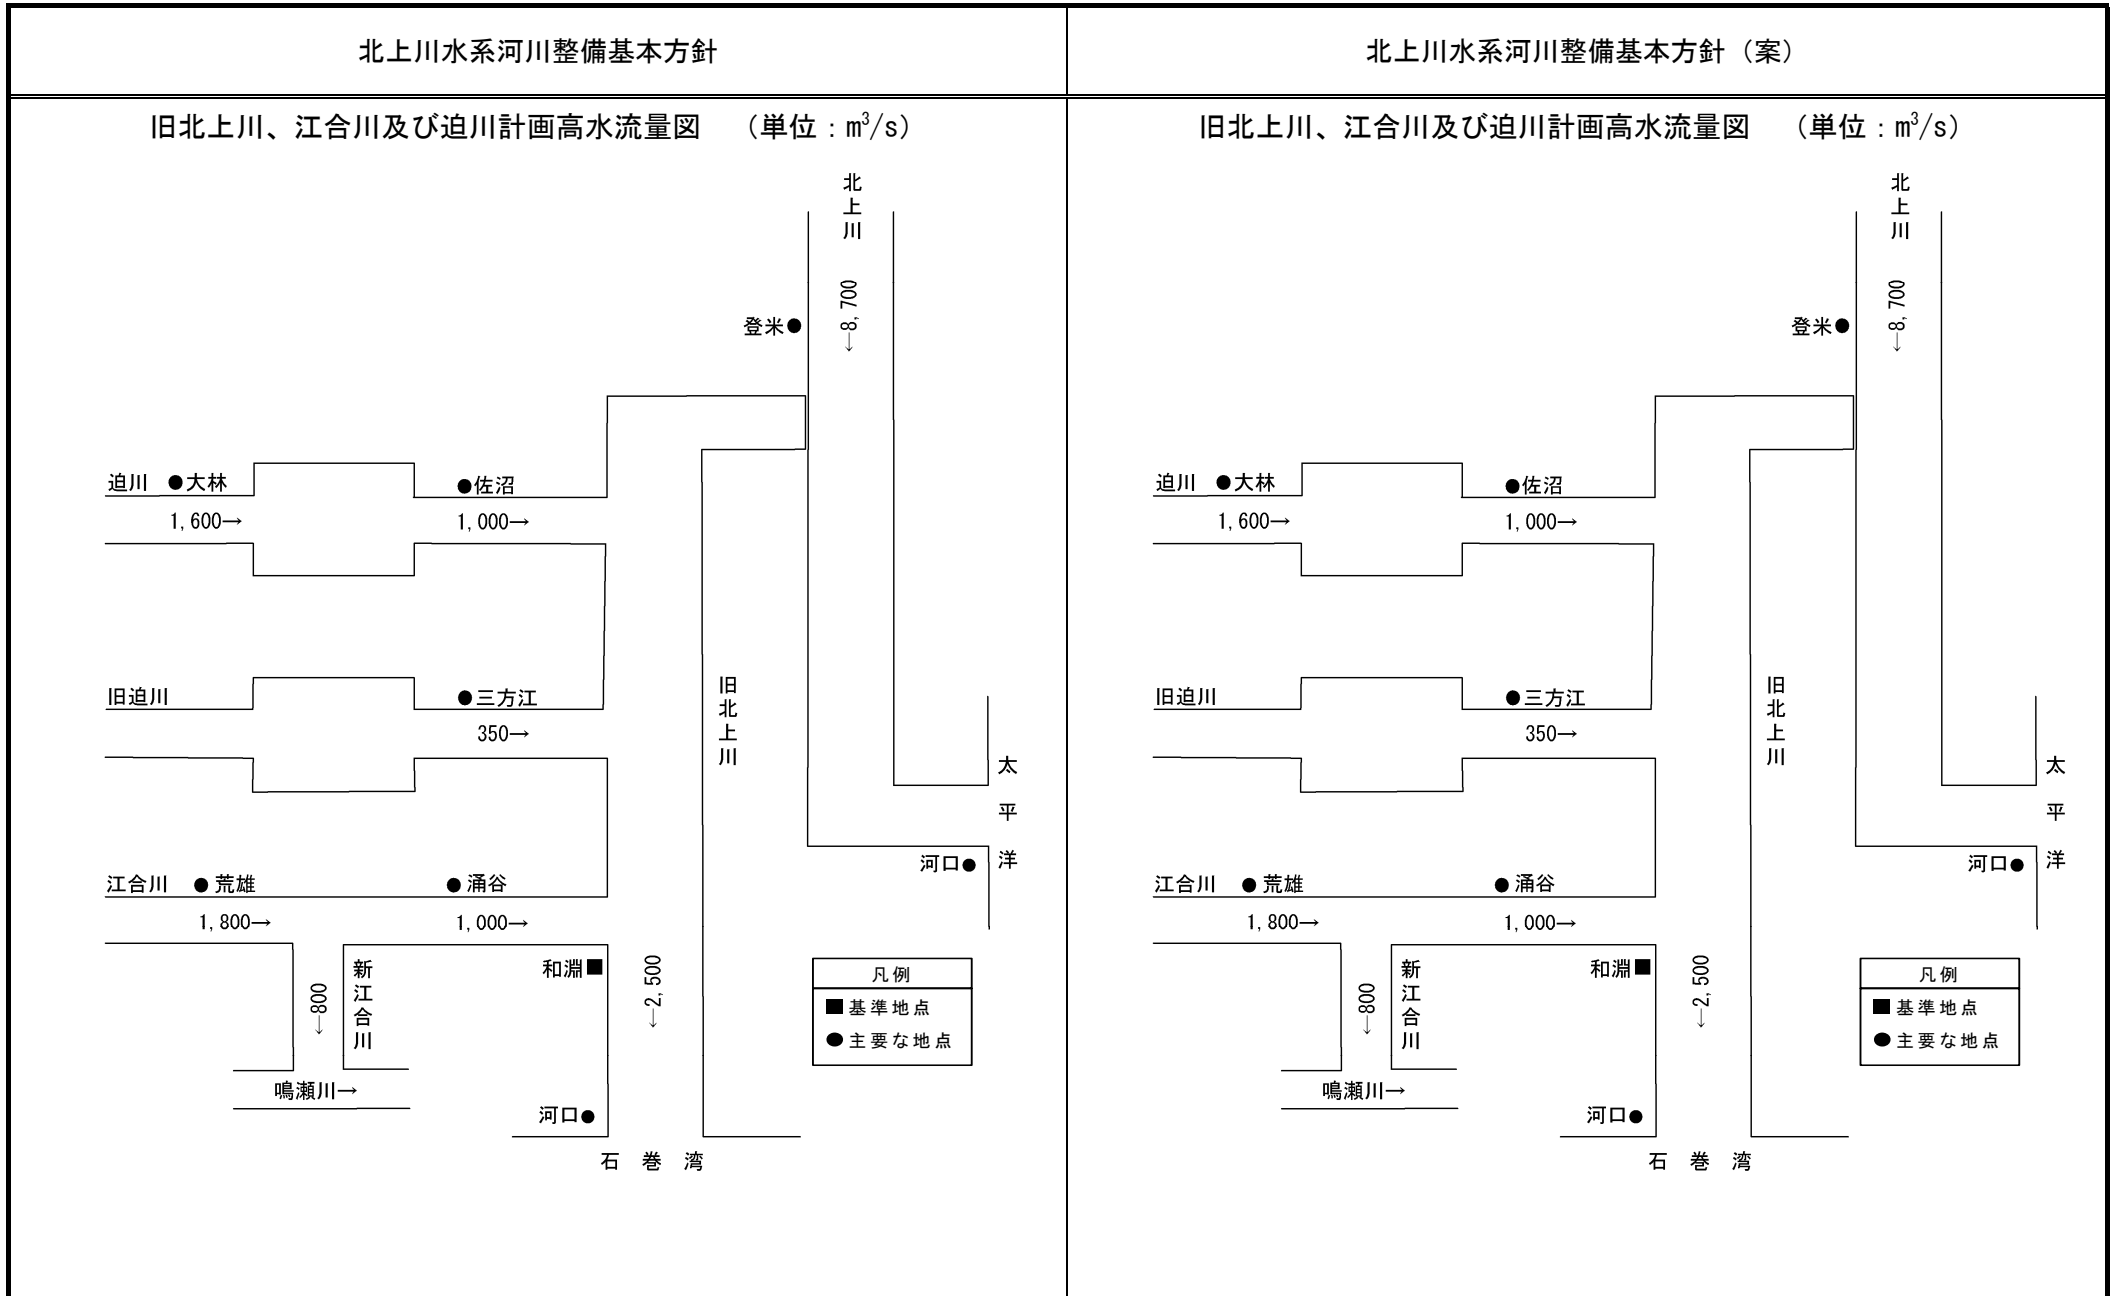 北上川水系河川整備基本方針
旧北上川、江合川及び迫川計画高水流量図 （単位：m³/s）
北上川
←8,700
登米●
迫川 ●大林
●佐沼
1,600→
1,000→
旧迫川
●三方江
350→
旧北上川
太平洋
河口●
江合川 ●荒雄
●涌谷
1,800→
1,000→
←800
新江合川
和淵■
←2,500
凡例
■基準地点
●主要な地点
鳴瀬川→
河口●
石巻湾
北上川水系河川整備基本方針（案）
旧北上川、江合川及び迫川計画高水流量図 （単位：m³/s）
北上川
←8,700
登米●
迫川 ●大林
●佐沼
1,600→
1,000→
旧迫川
●三方江
350→
旧北上川
太平洋
河口●
江合川 ●荒雄
●涌谷
1,800→
1,000→
←800
新江合川
和淵■
←2,500
凡例
■基準地点
●主要な地点
鳴瀬川→
河口●
石巻湾